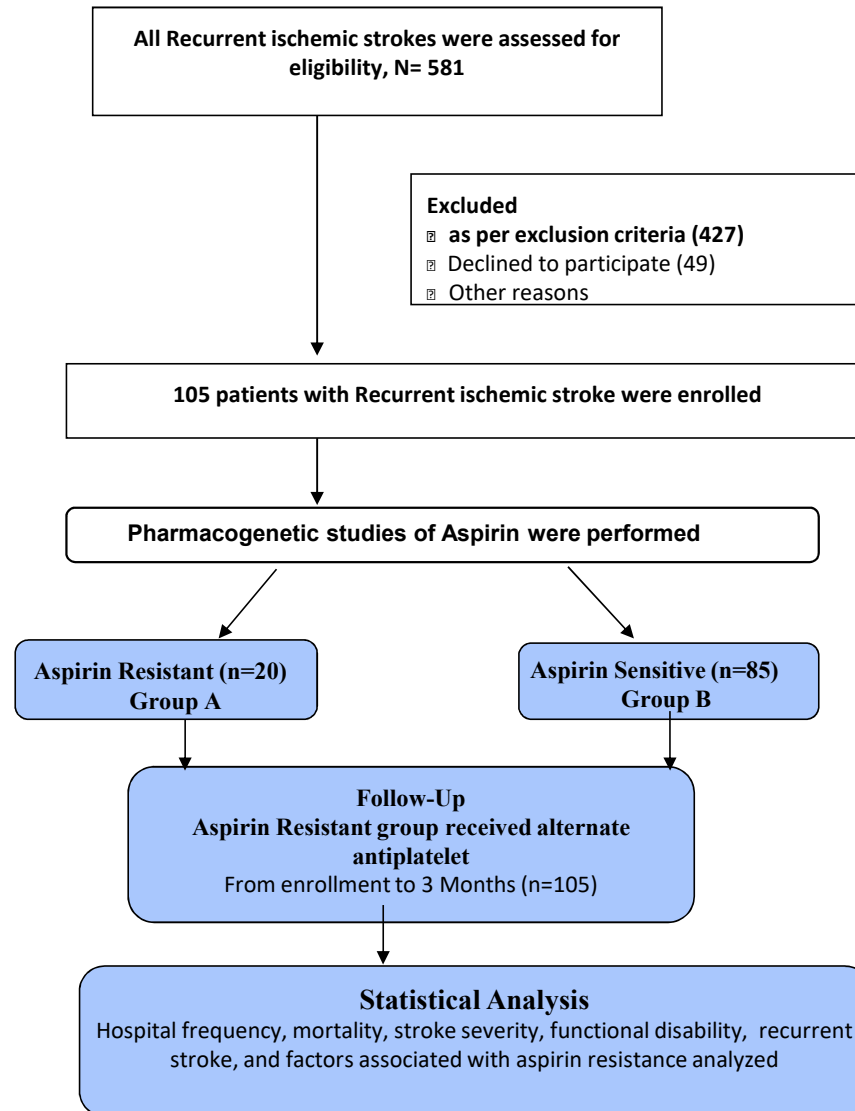 All Recurrent ischemic strokes were assessed for
eligibility, N= 581
Excluded
as per exclusion criteria (427)
Declined to participate (49)
Other reasons
105 patients with Recurrent ischemic stroke were enrolled
Pharmacogenetic studies of Aspirin were performed
Aspirin Resistant (n=20)
Group A
Aspirin Sensitive (n=85)
Group B
Follow-Up
Aspirin Resistant group received alternate
antiplatelet
From enrollment to 3 Months (n=105)
Statistical Analysis
Hospital frequency, mortality, stroke severity, functional disability, recurrent
stroke, and factors associated with aspirin resistance analyzed